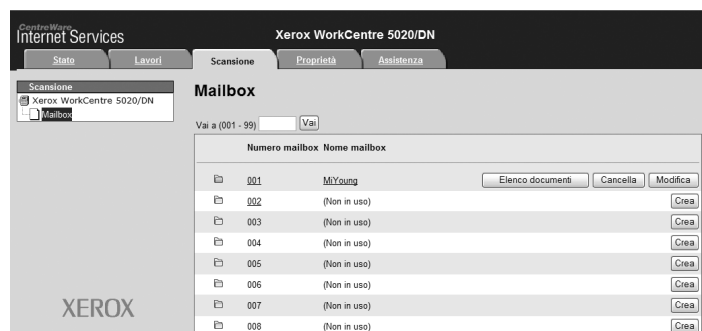 CentreWare
Internet Services
Xerox WorkCentre 5020/DN
Stato
Lavori
Scansione
Proprietà
Assistenza
Scansione
Xerox WorkCentre 5020/DN
Mailbox
XEROX
Mailbox
Vai a (001 - 99) Vai
Numero mailbox Nome mailbox
001 MiYoung Elenco documenti Cancella Modifica
002 (Non in uso) Crea
003 (Non in uso) Crea
004 (Non in uso) Crea
005 (Non in uso) Crea
006 (Non in uso) Crea
007 (Non in uso) Crea
008 (Non in uso) Crea